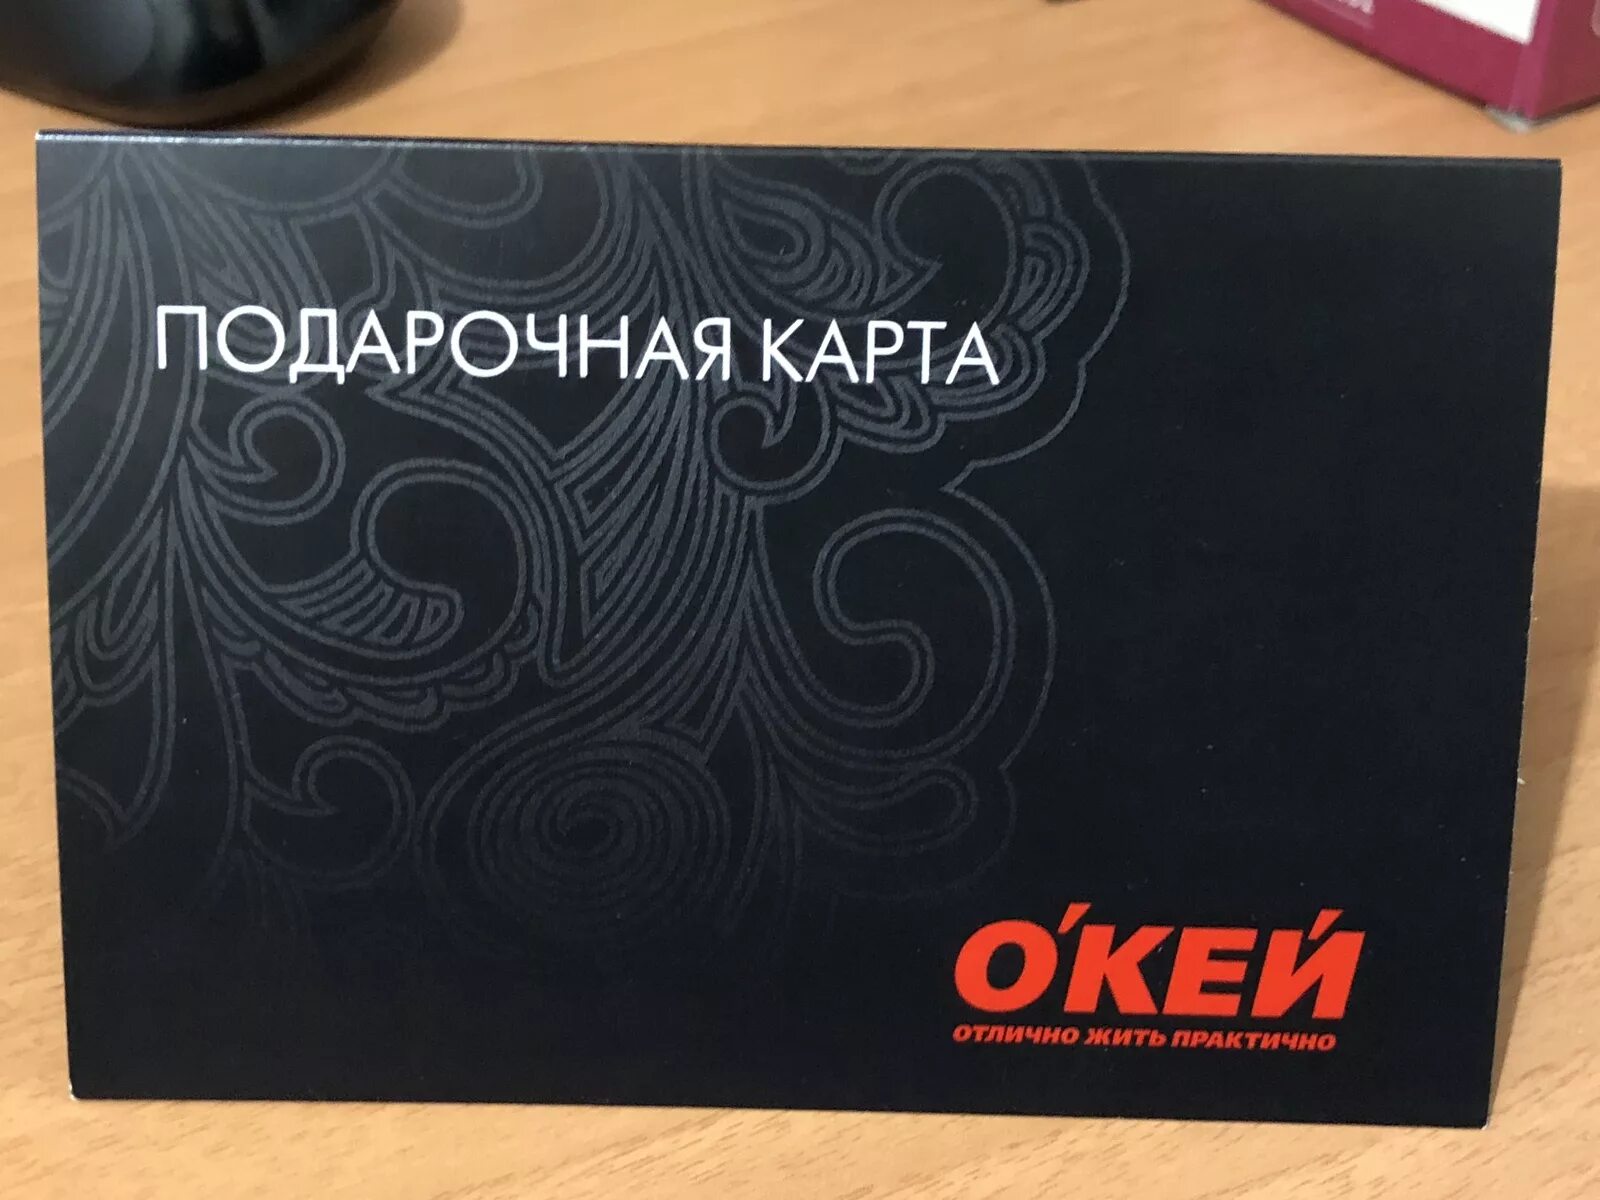 ПОДАРОЧНАЯ КАРТА
О'КЕЙ
ОТЛИЧНО ЖИТЬ ПРАКТИЧНО